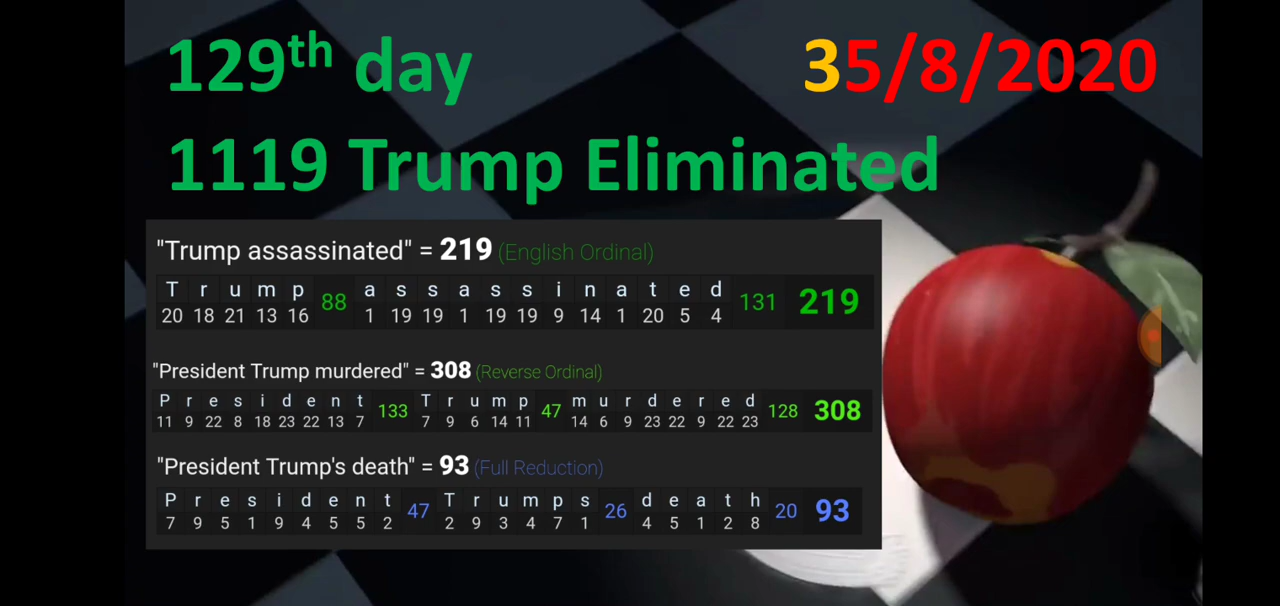 129th day 35/8/2020
1119 Trump Eliminated
"Trump assassinated" = 219 (English Ordinal)
T r u m p 88 a s s a s s i n a t e d 131 219
20 18 21 13 16 1 19 19 1 19 19 9 14 1 20 5 4
"President Trump murdered" = 308 (Reverse Ordinal)
P r e s i d e n t 133 T r u m p 47 m u r d e r e d 128 308
11 9 22 8 18 23 22 13 7 7 9 6 14 11 14 6 9 23 22 9 22 23
"President Trump's death" = 93 (Full Reduction)
P r e s i d e n t 47 T r u m p s 26 d e a t h 20 93
7 9 5 1 9 4 5 5 2 2 9 3 4 7 1 4 5 1 2 8